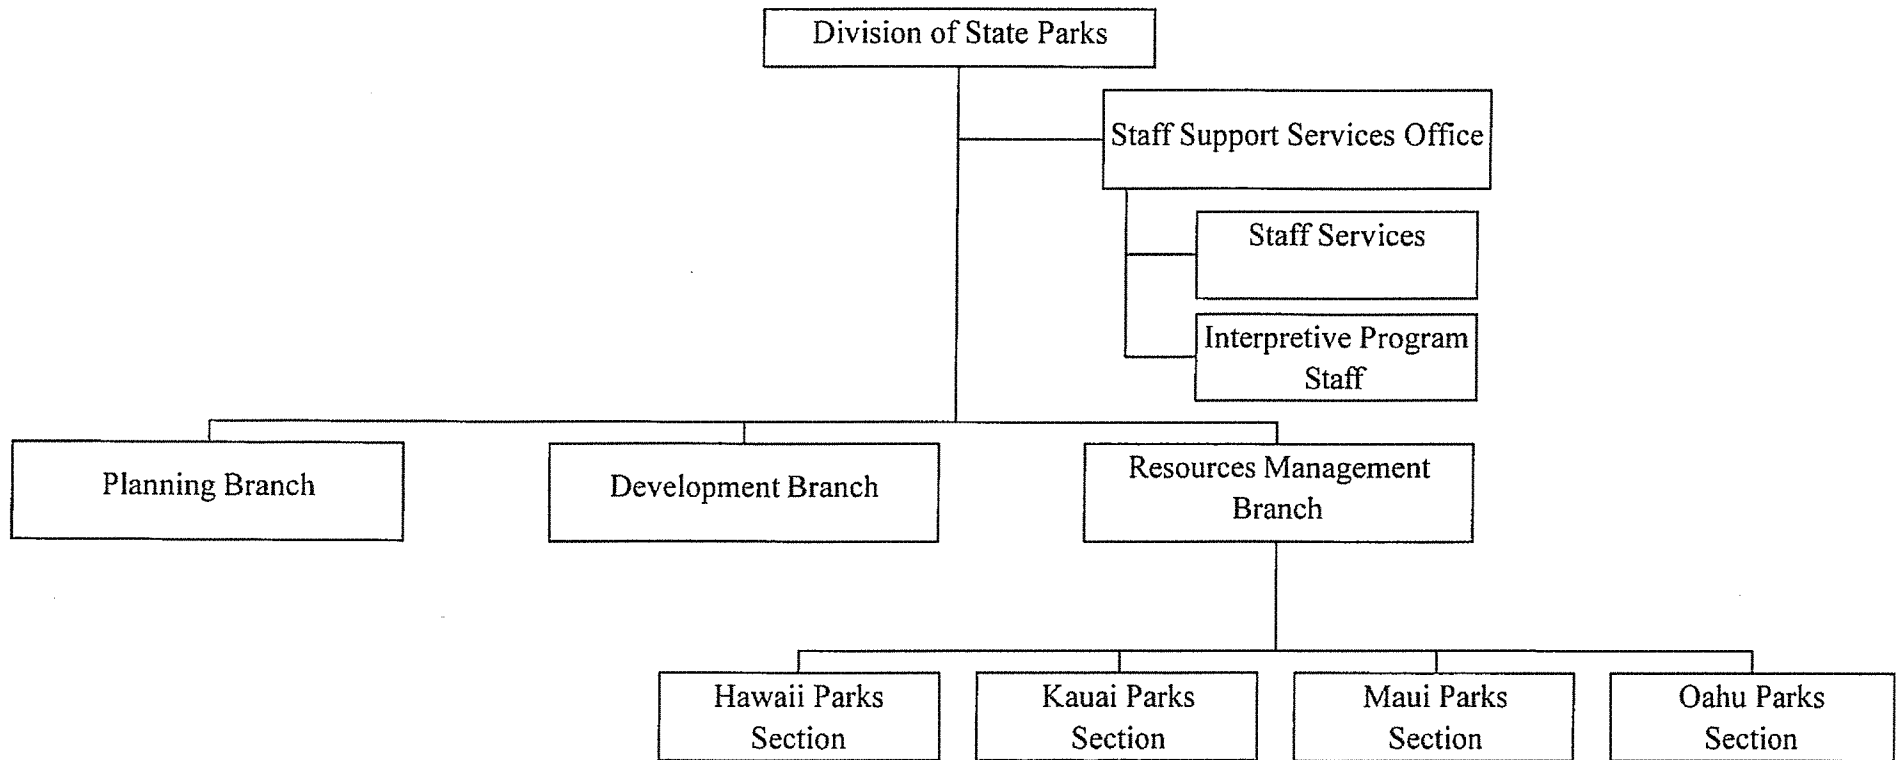 Division of State Parks
Staff Support Services Office
Staff Services
Interpretive Program
Staff
Planning Branch
Development Branch
Resources Management
Branch
Hawaii Parks
Section
Kauai Parks
Section
Maui Parks
Section
Oahu Parks
Section